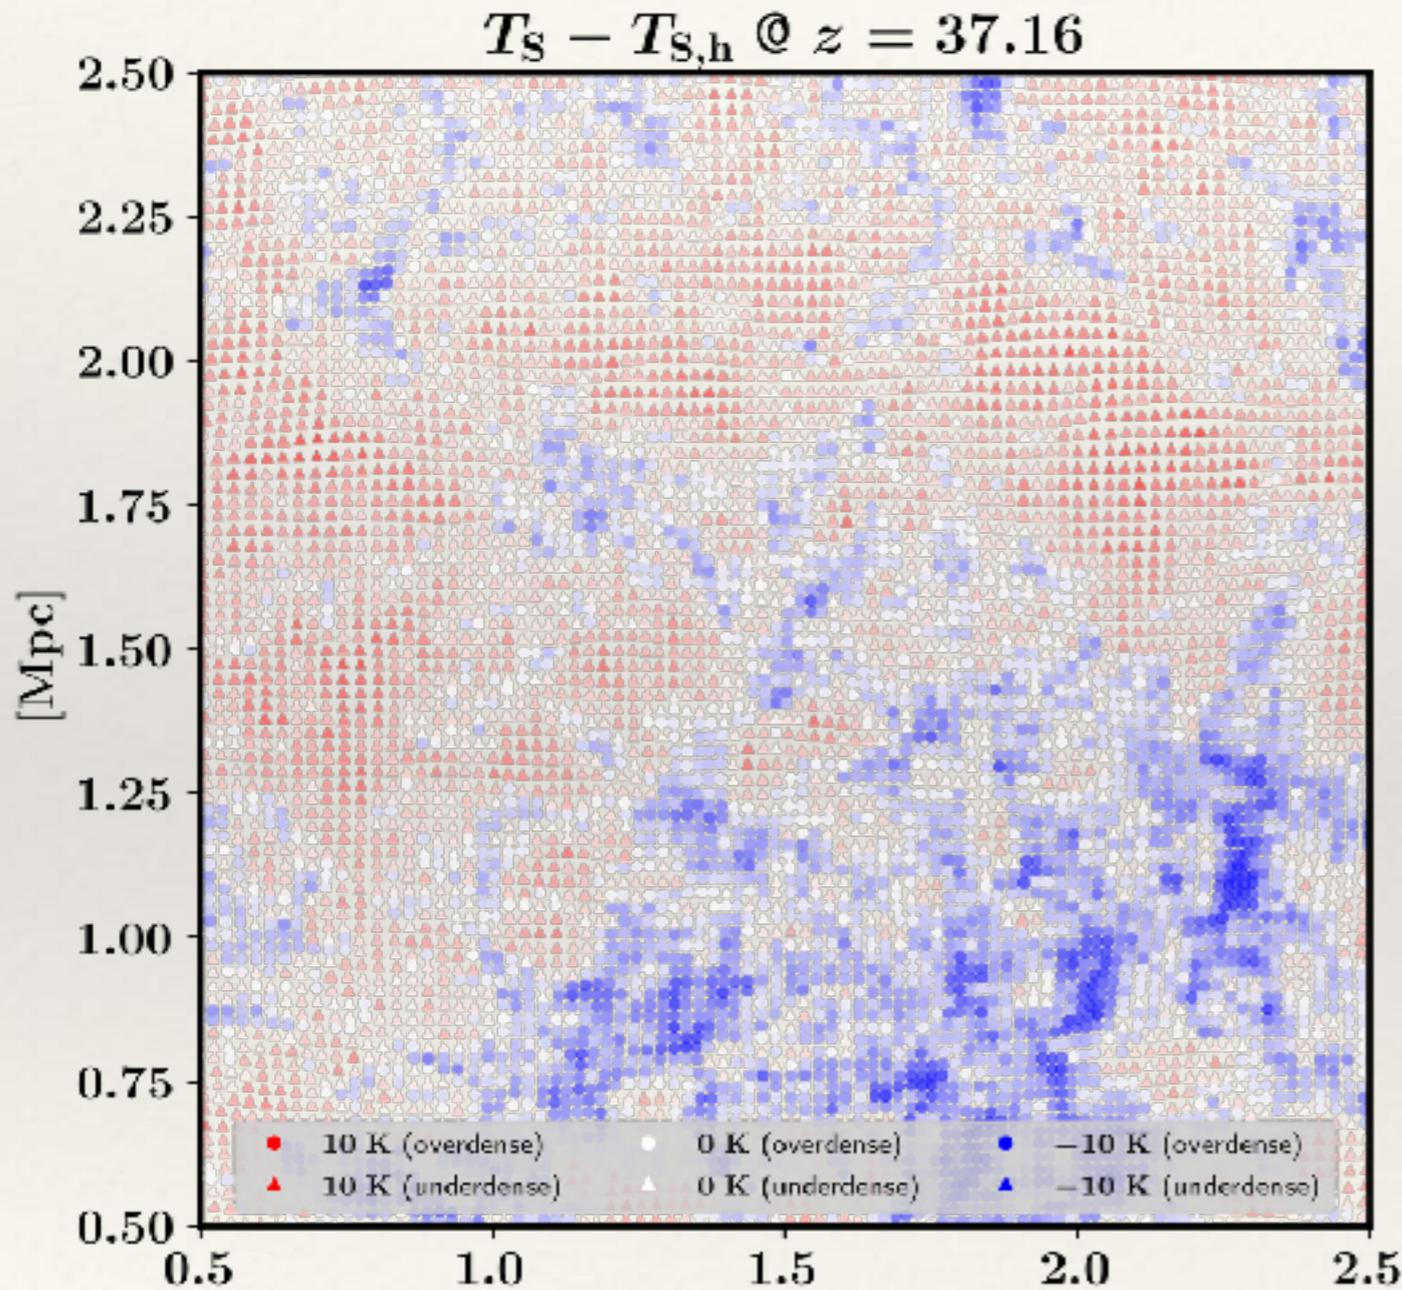 T_S − T_S,h @ z = 37.16
2.50
2.25
2.00
1.75
[Mpc]
1.50
1.25
1.00
0.75
10 K (overdense) 0 K (overdense) −10 K (overdense)
10 K (underdense) 0 K (underdense) −10 K (underdense)
0.50
0.5 1.0 1.5 2.0 2.5